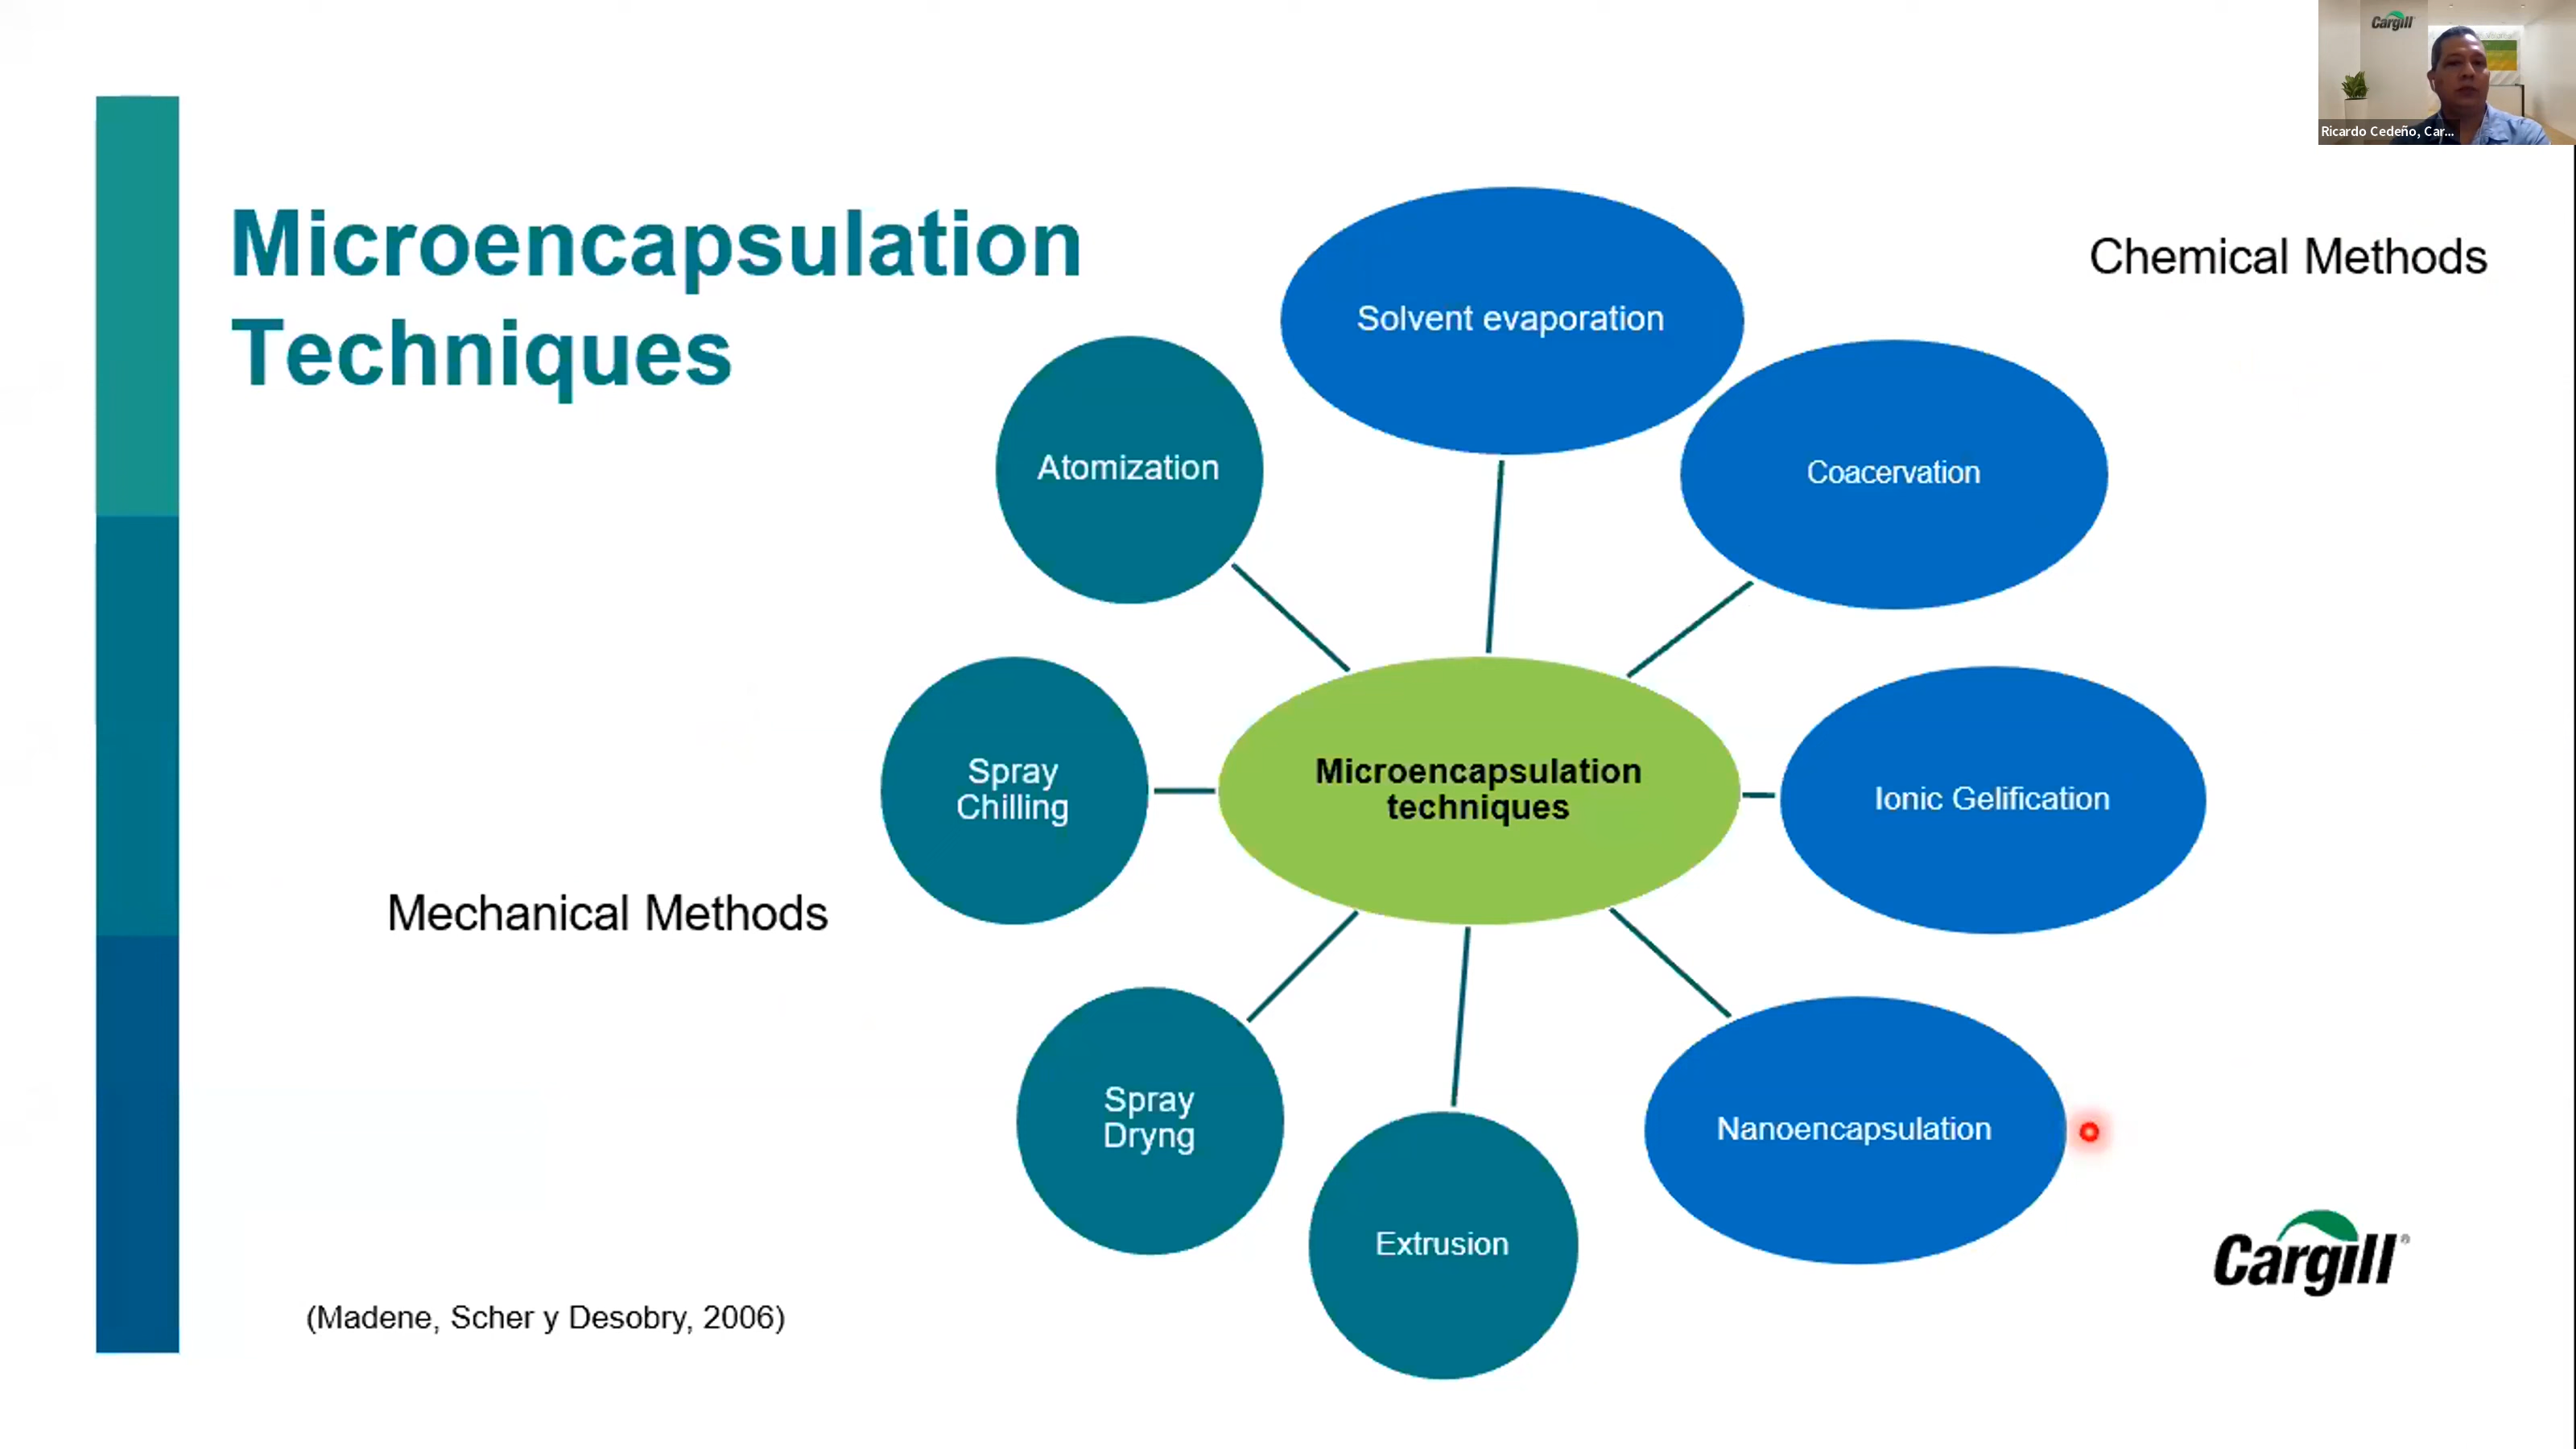 Cargill
Ricardo Cedeño, Car...
Microencapsulation
Techniques
Chemical Methods
Solvent evaporation
Atomization
Coacervation
Spray
Chilling
Microencapsulation
techniques
Ionic Gelification
Mechanical Methods
Spray
Dryng
Extrusion
Nanoencapsulation
Cargill®
(Madene, Scher y Desobry, 2006)